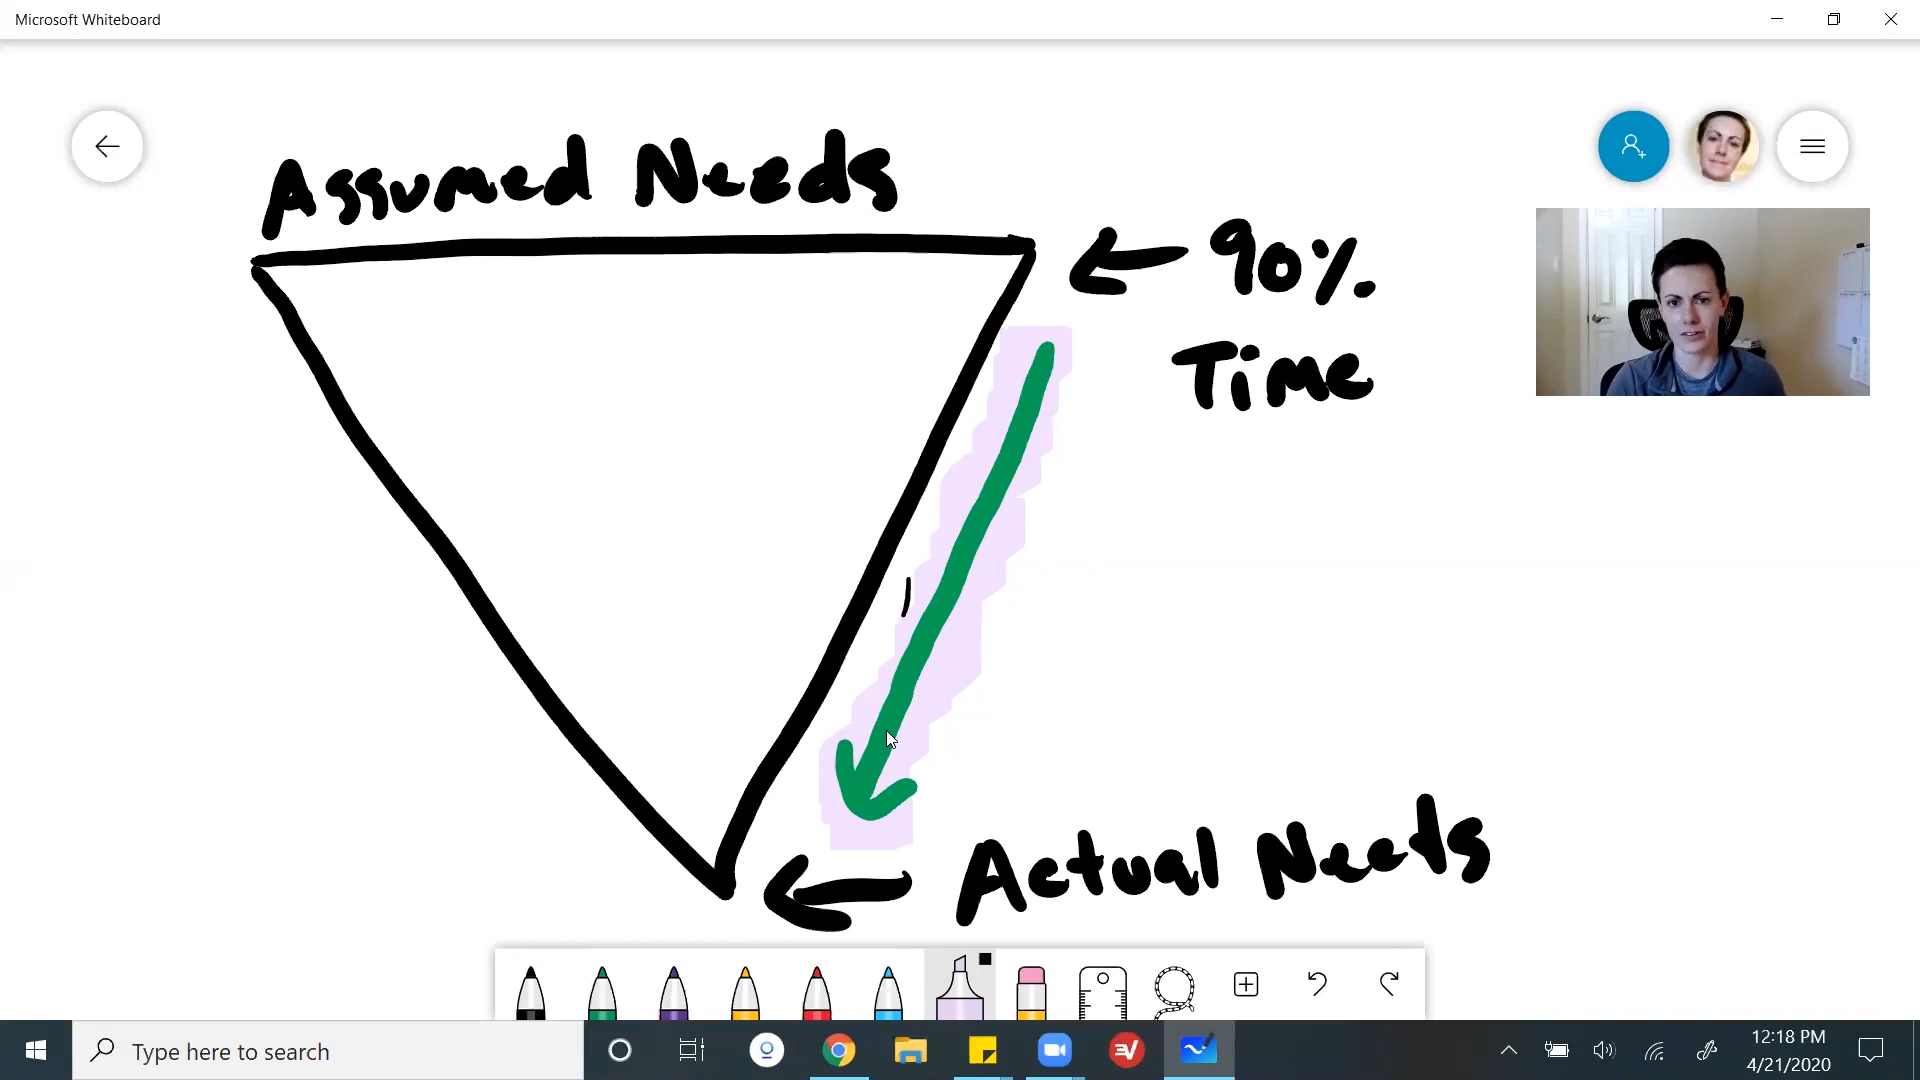 Microsoft Whiteboard
Assumed Needs
← 90%
Time
← Actual Needs
Type here to search
12:18 PM
4/21/2020